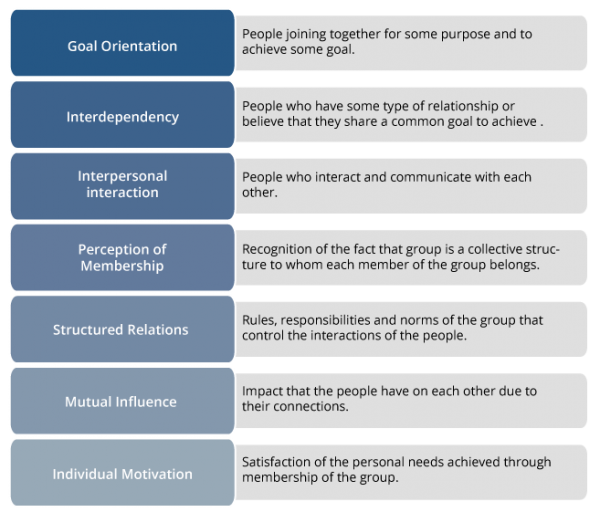 Goal Orientation
People joining together for some purpose and to
achieve some goal.
Interdependency
People who have some type of relationship or
believe that they share a common goal to achieve .
Interpersonal
interaction
People who interact and communicate with each
other.
Perception of
Membership
Recognition of the fact that group is a collective struc-
ture to whom each member of the group belongs.
Structured Relations
Rules, responsibilities and norms of the group that
control the interactions of the people.
Mutual Influence
Impact that the people have on each other due to
their connections.
Individual Motivation
Satisfaction of the personal needs achieved through
membership of the group.